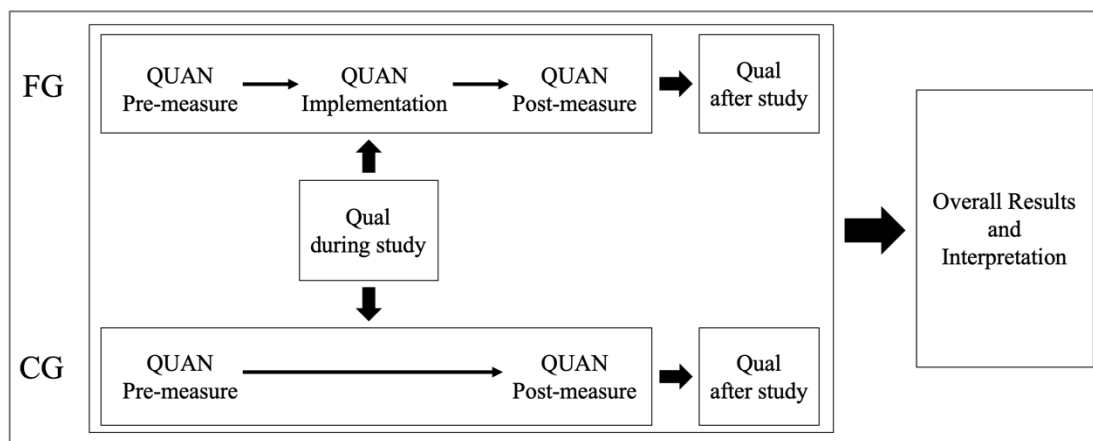 FG
QUAN
Pre-measure
QUAN
Implementation
QUAN
Post-measure
Qual
after study
Qual
during study
Overall Results
and
Interpretation
CG
QUAN
Pre-measure
QUAN
Post-measure
Qual
after study